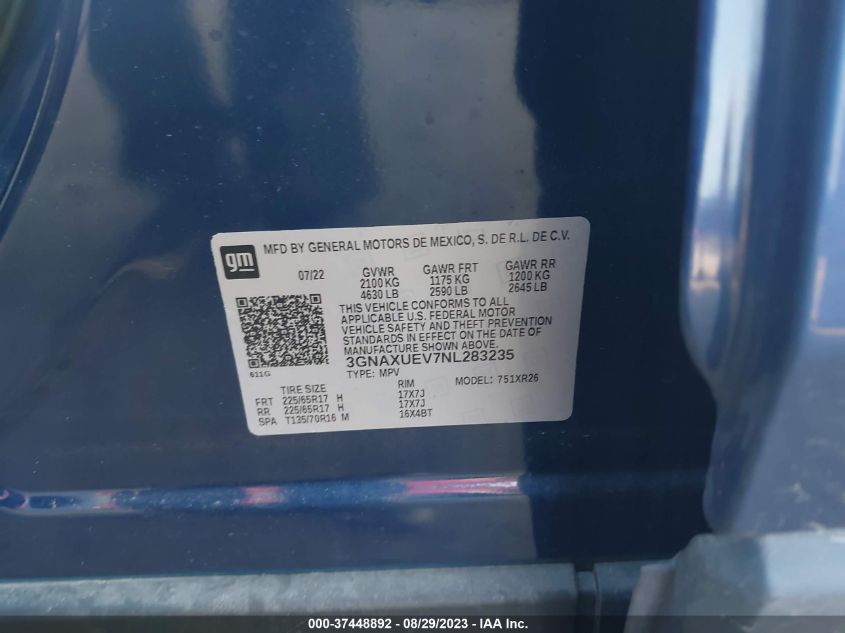 gm
MFD BY GENERAL MOTORS DE MEXICO, S. DE R.L. DE C.V.
07/22 GVWR GAWR FRT GAWR RR
2100 KG 1175 KG 1200 KG
4630 LB 2590 LB 2645 LB
THIS VEHICLE CONFORMS TO ALL
APPLICABLE U.S. FEDERAL MOTOR
VEHICLE SAFETY AND THEFT PREVENTION
STANDARDS IN EFFECT ON THE DATE OF
MANUFACTURE SHOWN ABOVE.
3GNAXUEV7NL283235
611G
TYPE: MPV MODEL: 751XR26
TIRE SIZE RIM
FRT 225/65R17 H 17X7J
RR 225/65R17 H 17X7J
SPA T135/70R16 M 16X4BT
000-37448892 - 08/29/2023 - IAAI.com